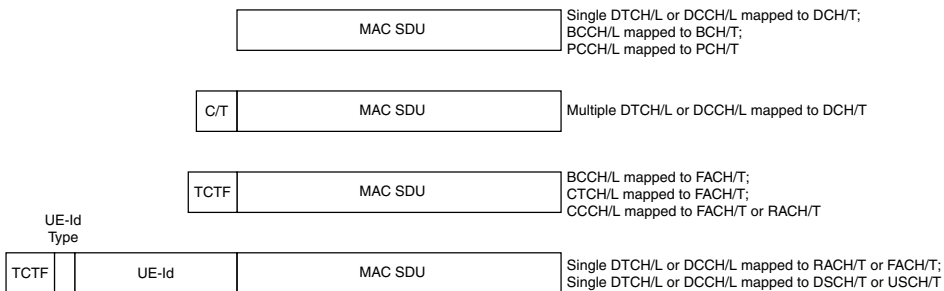 MAC SDU
Single DTCH/L or DCCH/L mapped to DCH/T;
BCCH/L mapped to BCH/T;
PCCH/L mapped to PCH/T
C/T
MAC SDU
Multiple DTCH/L or DCCH/L mapped to DCH/T
TCTF
MAC SDU
BCCH/L mapped to FACH/T;
CTCH/L mapped to FACH/T;
CCCH/L mapped to FACH/T or RACH/T
UE-Id
Type
TCTF
UE-Id
MAC SDU
Single DTCH/L or DCCH/L mapped to RACH/T or FACH/T;
Single DTCH/L or DCCH/L mapped to DSCH/T or USCH/T